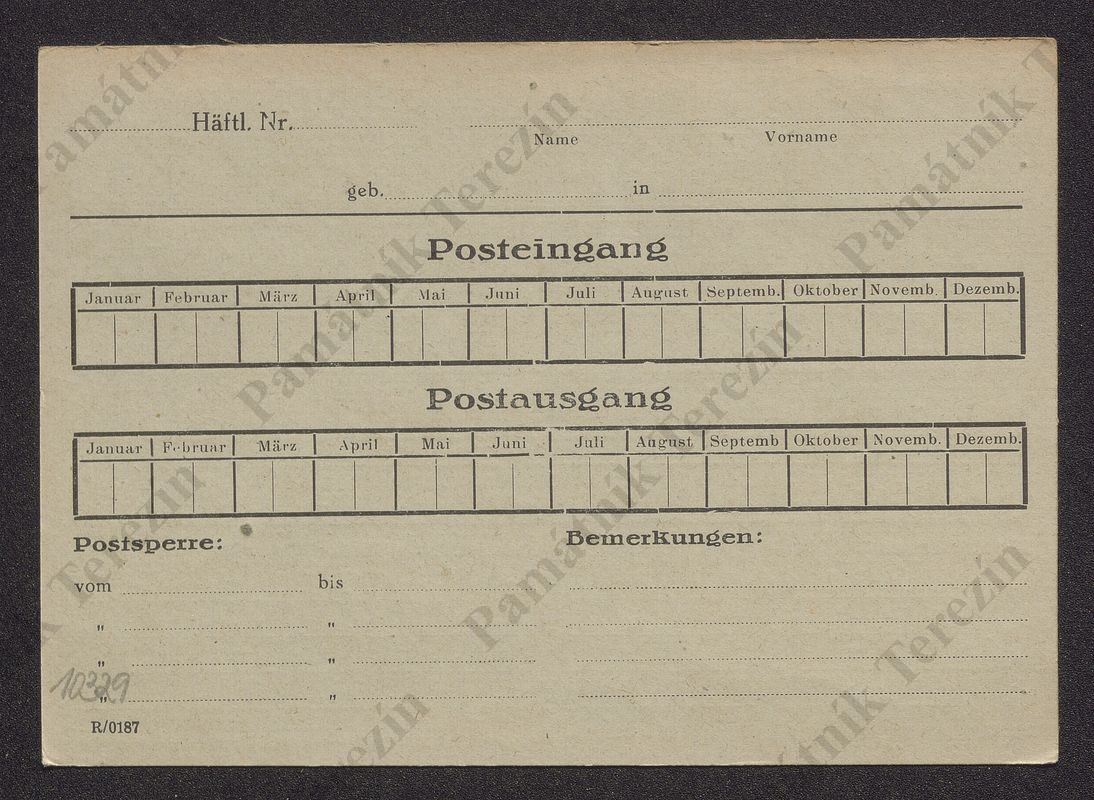 Häftl. Nr.
Name Vorname
geb. in
Posteingang
Januar Februar März April Mai Juni Juli August Septemb. Oktober Novemb. Dezemb.
Postausgang
Januar Februar März April Mai Juni Juli August Septemb Oktober Novemb. Dezemb.
Postsperre: Bemerkungen:
vom bis
" "
" "
" "
10329
R/0187
Památník Terezín